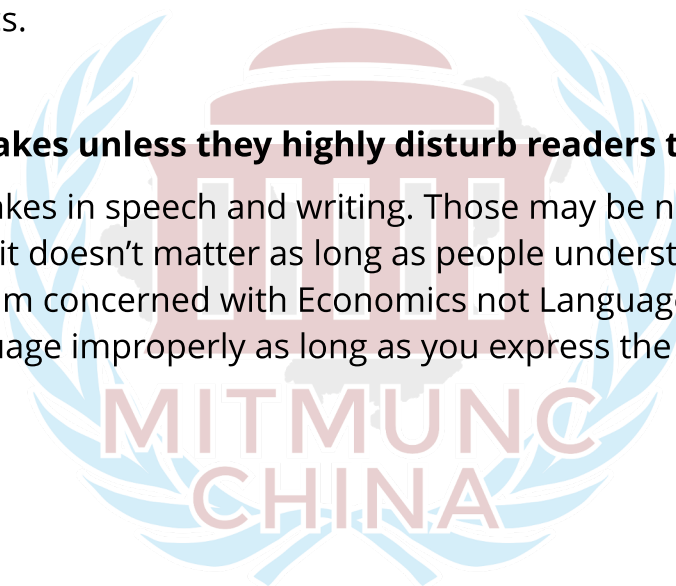 s.
akes unless they highly disturb readers t
akes in speech and writing. Those may be n
it doesn’t matter as long as people underst
m concerned with Economics not Language
uage improperly as long as you express the
MITMUNC
CHINA